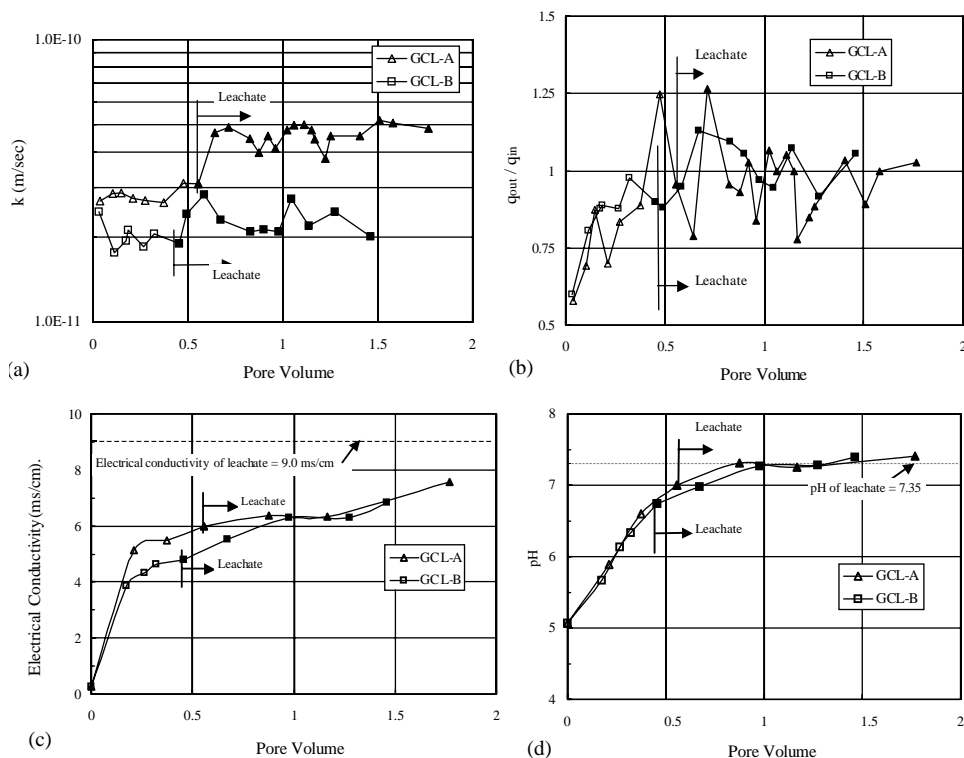 1.0E-10
k (m/sec)
1.0E-11
GCL-A
GCL-B
Leachate
Leachate
0 0.5 1 1.5 2
Pore Volume
(a)
1.5
1.25
1
0.75
0.5
qout / qin
Leachate
GCL-A
GCL-B
Leachate
0 0.5 1 1.5 2
Pore Volume
(b)
10
9
8
6
4
2
0
Electrical Conductivity (ms/cm).
Electrical conductivity of leachate = 9.0 ms/cm
Leachate
Leachate
GCL-A
GCL-B
0 0.5 1 1.5 2
Pore Volume
(c)
8
7
6
5
4
pH
Leachate
pH of leachate = 7.35
Leachate
GCL-A
GCL-B
0 0.5 1 1.5 2
Pore Volume
(d)